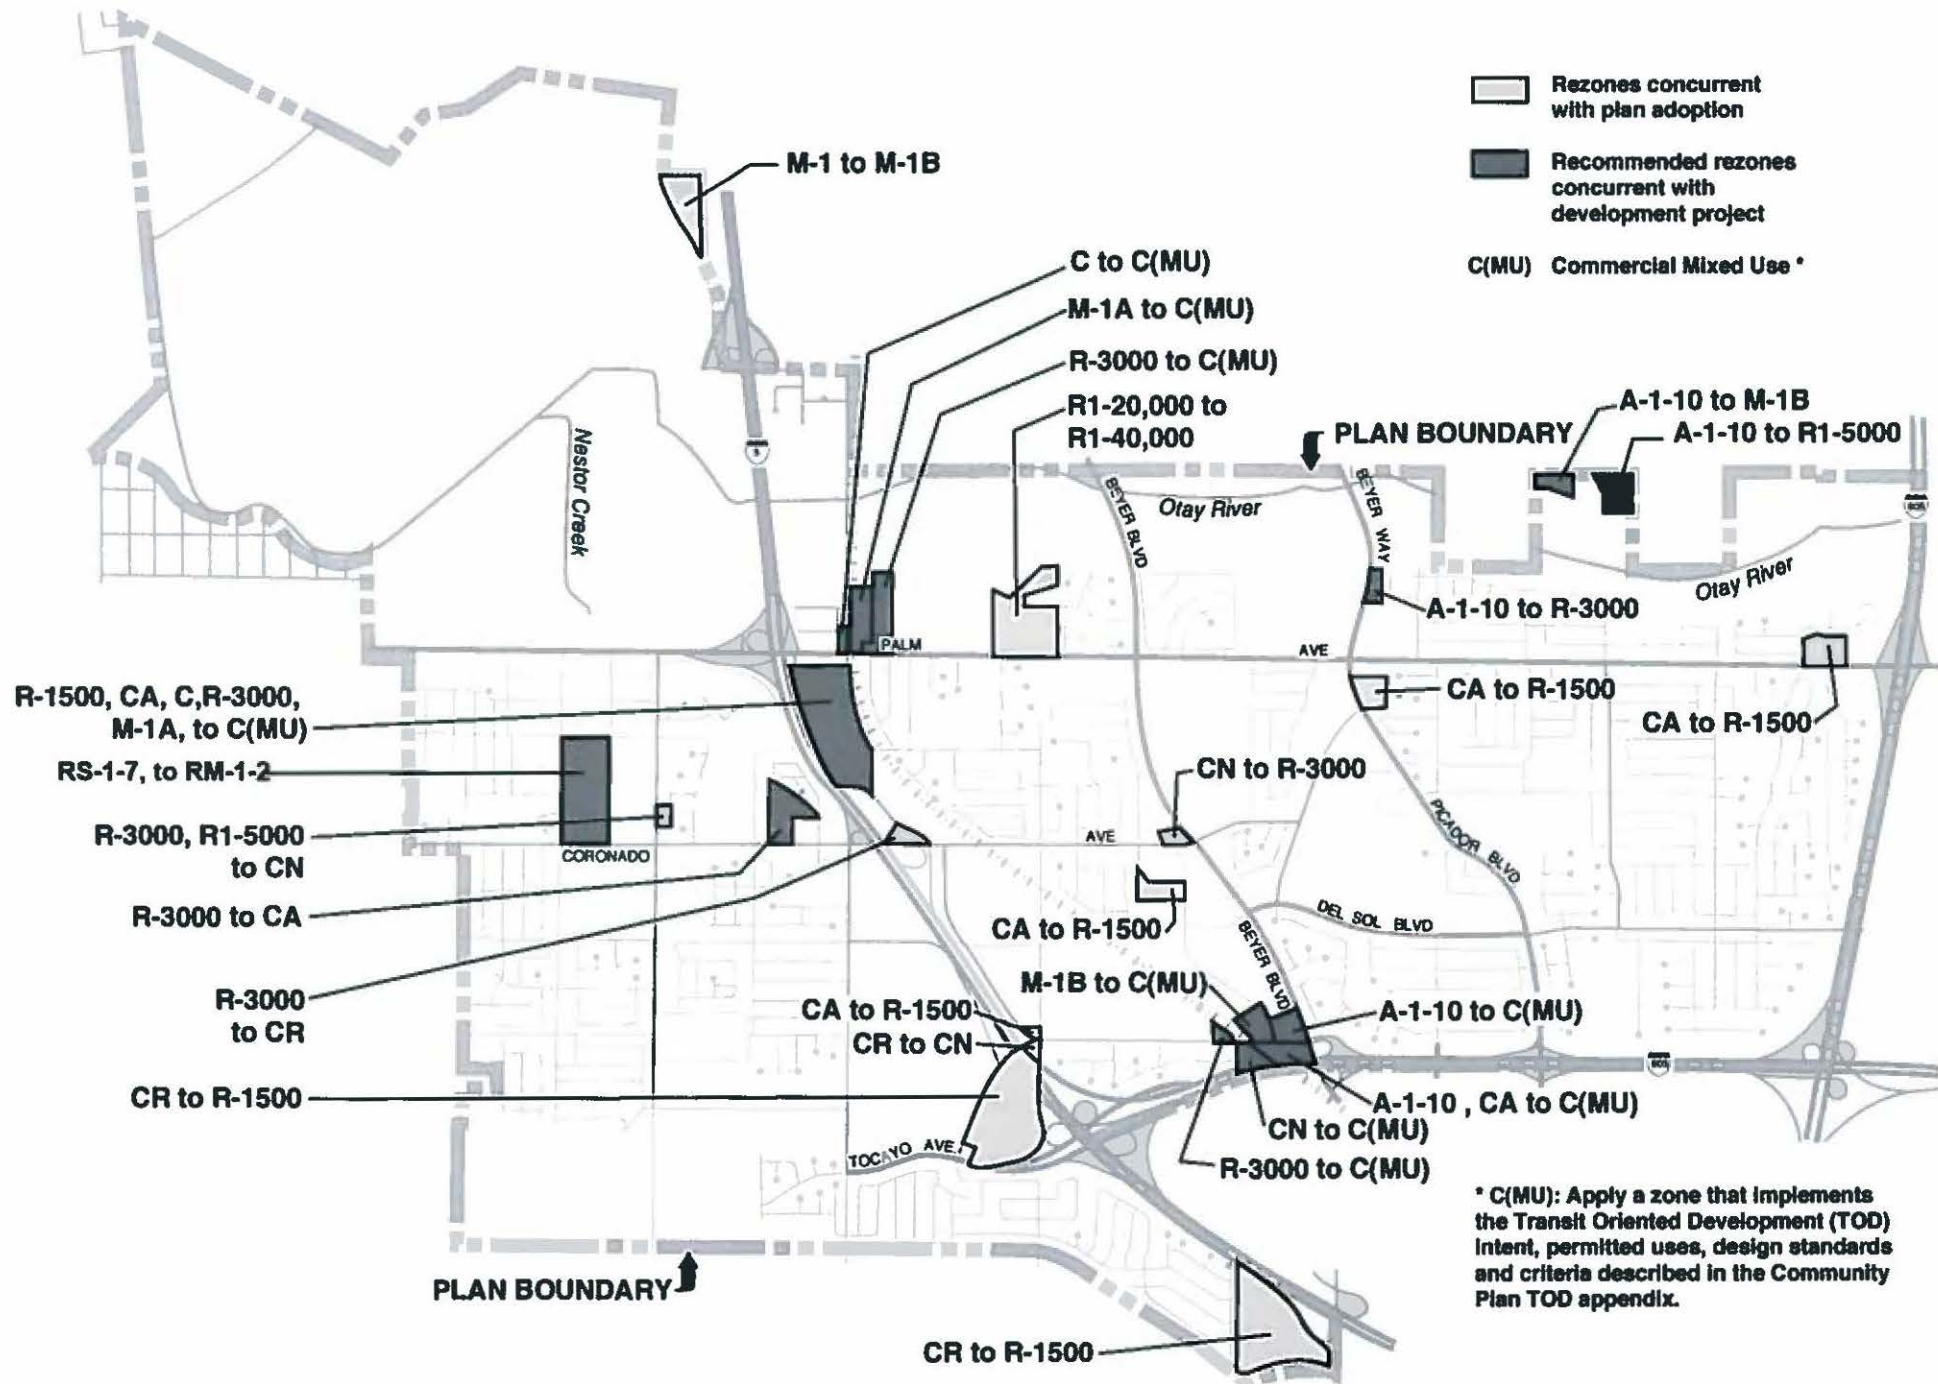 Rezones concurrent
with plan adoption
Recommended rezones
concurrent with
development project
C(MU) Commercial Mixed Use *
M-1 to M-1B
C to C(MU)
M-1A to C(MU)
R-3000 to C(MU)
R1-20,000 to
R1-40,000
PLAN BOUNDARY
A-1-10 to M-1B
A-1-10 to R1-5000
5
Nestor Creek
BEYER BLVD
Otay River
BEYER WAY
805
Otay River
A-1-10 to R-3000
PALM
AVE
R-1500, CA, C,R-3000,
M-1A, to C(MU)
CA to R-1500
CA to R-1500
RS-1-7, to RM-1-2
CN to R-3000
PICADOR BLVD
R-3000, R1-5000
to CN
CORONADO
AVE
R-3000 to CA
CA to R-1500
DEL SOL BLVD
BEYER BLVD
R-3000
to CR
M-1B to C(MU)
CA to R-1500
CR to CN
A-1-10 to C(MU)
CR to R-1500
A-1-10 , CA to C(MU)
CN to C(MU)
R-3000 to C(MU)
TOCAYO AVE.
* C(MU): Apply a zone that implements
the Transit Oriented Development (TOD)
intent, permitted uses, design standards
and criteria described in the Community
Plan TOD appendix.
PLAN BOUNDARY
CR to R-1500